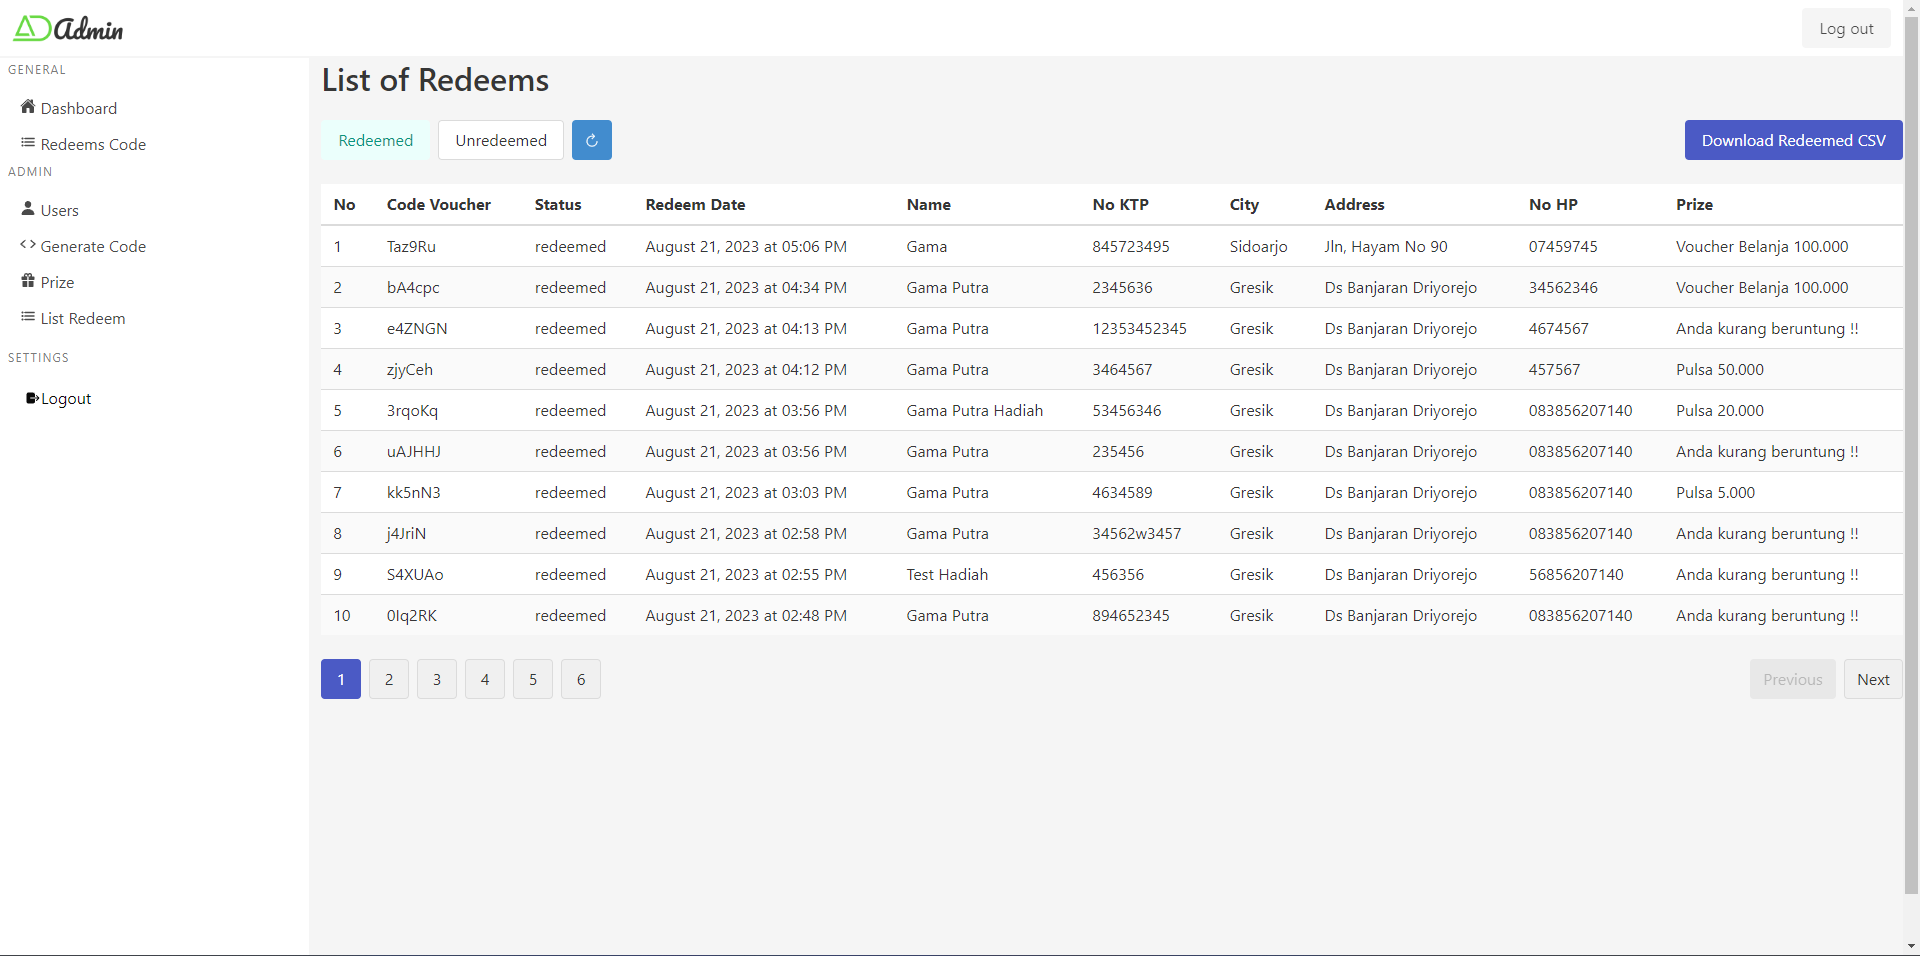 Admin
Log out
GENERAL
Dashboard
Redeems Code
ADMIN
Users
Generate Code
Prize
List Redeem
SETTINGS
Logout
List of Redeems
Redeemed Unredeemed
Download Redeemed CSV
No Code Voucher Status Redeem Date Name No KTP City Address No HP Prize
1 Taz9Ru redeemed August 21, 2023 at 05:06 PM Gama 845723495 Sidoarjo Jln, Hayam No 90 07459745 Voucher Belanja 100.000
2 bA4cpc redeemed August 21, 2023 at 04:34 PM Gama Putra 2345636 Gresik Ds Banjaran Driyorejo 34562346 Voucher Belanja 100.000
3 e4ZNGN redeemed August 21, 2023 at 04:13 PM Gama Putra 12353452345 Gresik Ds Banjaran Driyorejo 4674567 Anda kurang beruntung !!
4 zjyCeh redeemed August 21, 2023 at 04:12 PM Gama Putra 3464567 Gresik Ds Banjaran Driyorejo 457567 Pulsa 50.000
5 3rqoKq redeemed August 21, 2023 at 03:56 PM Gama Putra Hadiah 53456346 Gresik Ds Banjaran Driyorejo 083856207140 Pulsa 20.000
6 uAJHHJ redeemed August 21, 2023 at 03:56 PM Gama Putra 235456 Gresik Ds Banjaran Driyorejo 083856207140 Anda kurang beruntung !!
7 kk5nN3 redeemed August 21, 2023 at 03:03 PM Gama Putra 4634589 Gresik Ds Banjaran Driyorejo 083856207140 Pulsa 5.000
8 j4JriN redeemed August 21, 2023 at 02:58 PM Gama Putra 34562w3457 Gresik Ds Banjaran Driyorejo 083856207140 Anda kurang beruntung !!
9 S4XUAo redeemed August 21, 2023 at 02:55 PM Test Hadiah 456356 Gresik Ds Banjaran Driyorejo 56856207140 Anda kurang beruntung !!
10 0Iq2RK redeemed August 21, 2023 at 02:48 PM Gama Putra 894652345 Gresik Ds Banjaran Driyorejo 083856207140 Anda kurang beruntung !!
1 2 3 4 5 6 Previous Next